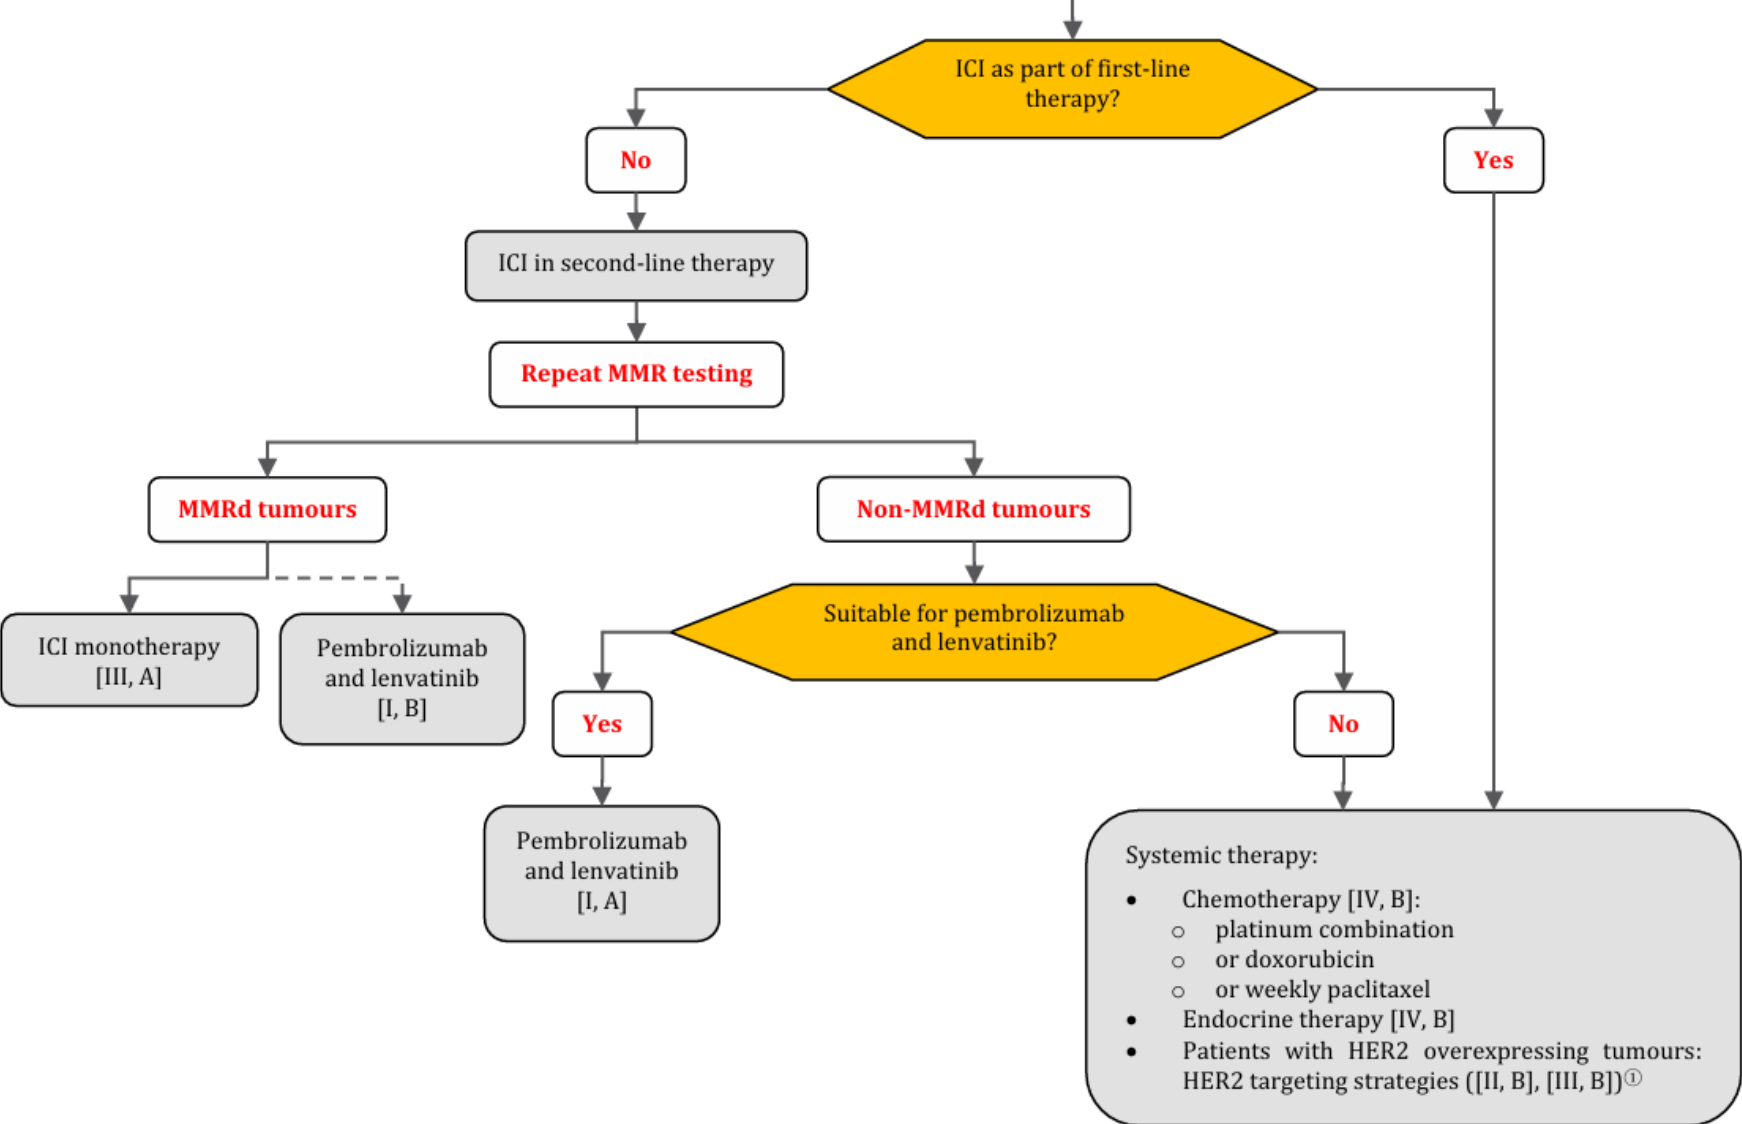 ICI as part of first-line
therapy?
No
Yes
ICI in second-line therapy
Repeat MMR testing
MMRd tumours
Non-MMRd tumours
ICI monotherapy
[III, A]
Pembrolizumab
and lenvatinib
[I, B]
Suitable for pembrolizumab
and lenvatinib?
Yes
No
Pembrolizumab
and lenvatinib
[I, A]
Systemic therapy:
• Chemotherapy [IV, B]:
o platinum combination
o or doxorubicin
o or weekly paclitaxel
• Endocrine therapy [IV, B]
• Patients with HER2 overexpressing tumours:
HER2 targeting strategies ([II, B], [III, B])①